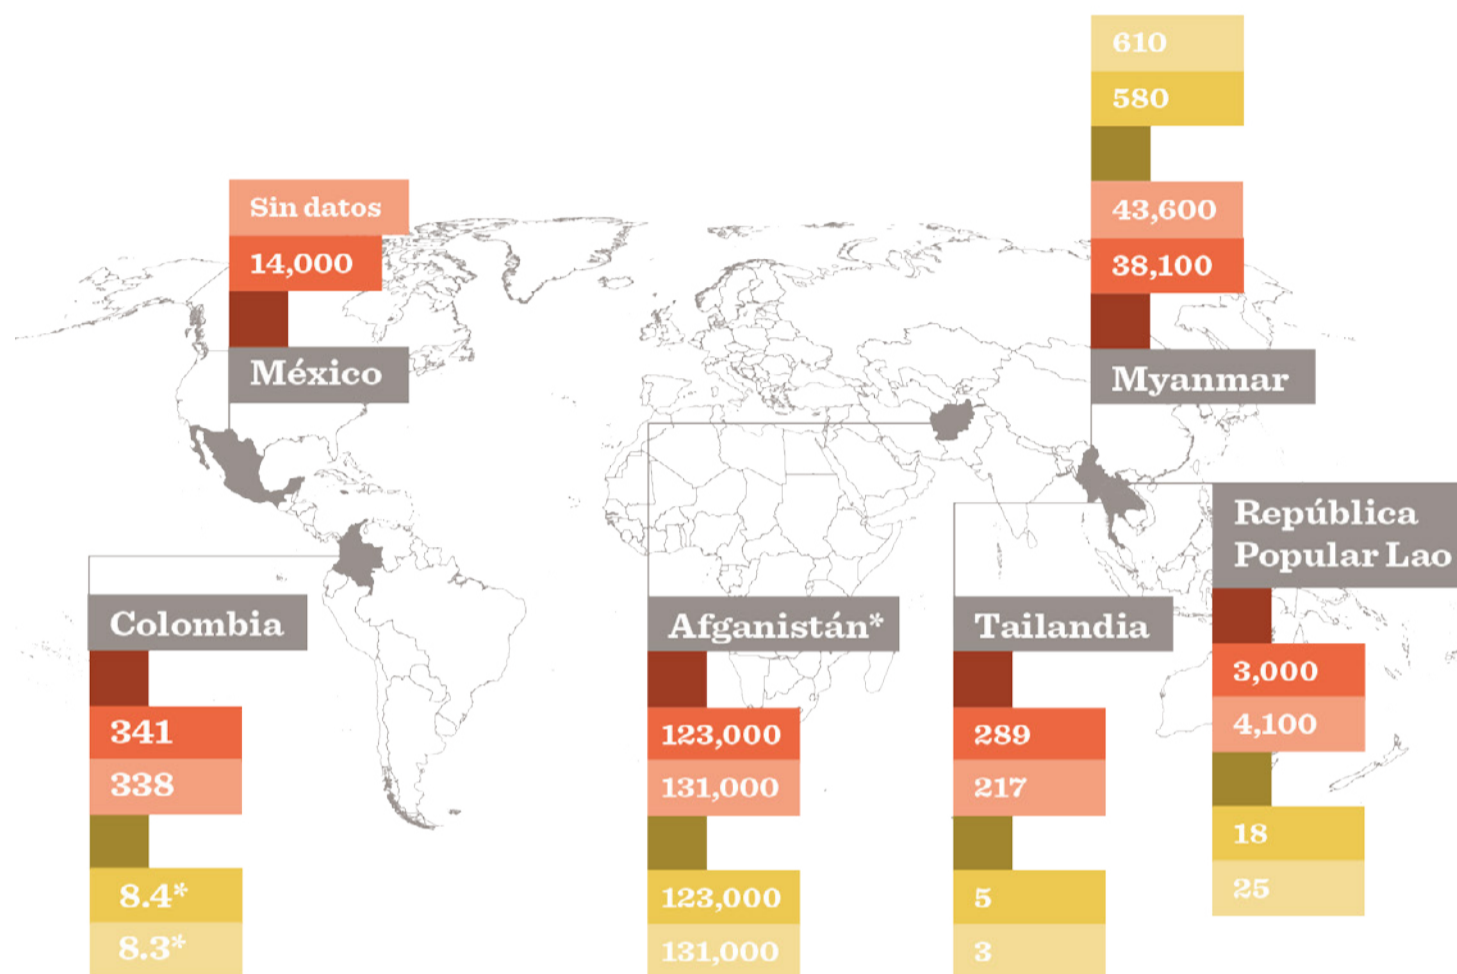 610
580
43,600
38,100
Myanmar
Sin datos
14,000
México
República
Popular Lao
3,000
4,100
18
25
Colombia
341
338
8.4*
8.3*
Afganistán*
123,000
131,000
123,000
131,000
Tailandia
289
217
5
3